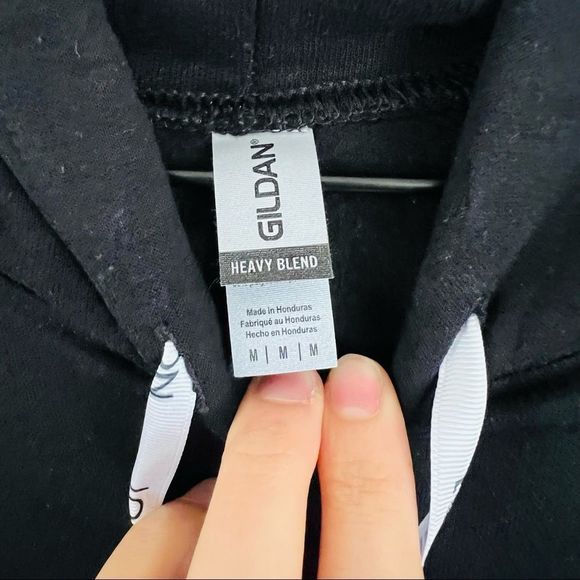 GILDAN®
HEAVY BLEND
Made in Honduras
Fabriqué au Honduras
Hecho en Honduras
M | M | M